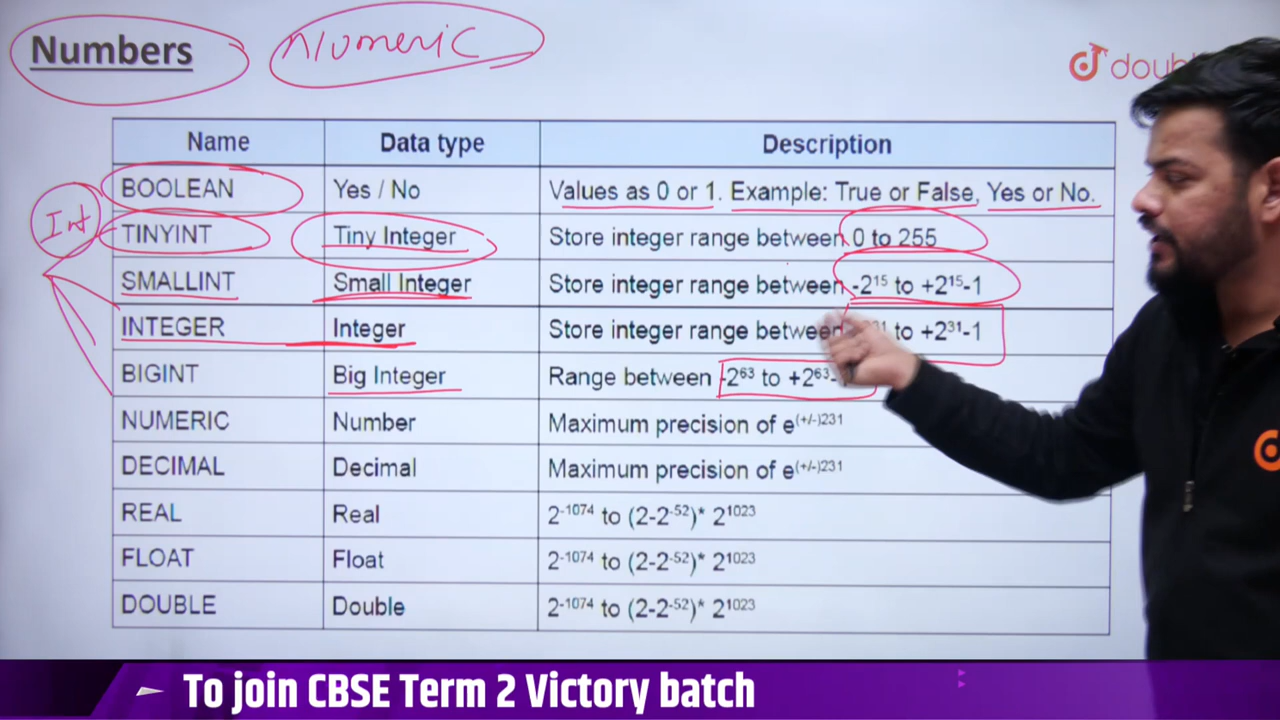 Numbers Numeric
doub
Name Data type Description
BOOLEAN Yes / No Values as 0 or 1. Example: True or False, Yes or No.
Int
TINYINT Tiny Integer Store integer range between 0 to 255
SMALLINT Small Integer Store integer range between -2¹⁵ to +2¹⁵-1
INTEGER Integer Store integer range between to +2³¹-1
BIGINT Big Integer Range between -2⁶³ to +2⁶³-
NUMERIC Number Maximum precision of e⁽⁺/⁻⁾²³¹
DECIMAL Decimal Maximum precision of e⁽⁺/⁻⁾²³¹
REAL Real 2⁻¹⁰⁷⁴ to (2-2⁻⁵²)* 2¹⁰²³
FLOAT Float 2⁻¹⁰⁷⁴ to (2-2⁻⁵²)* 2¹⁰²³
DOUBLE Double 2⁻¹⁰⁷⁴ to (2-2⁻⁵²)* 2¹⁰²³
To join CBSE Term 2 Victory batch